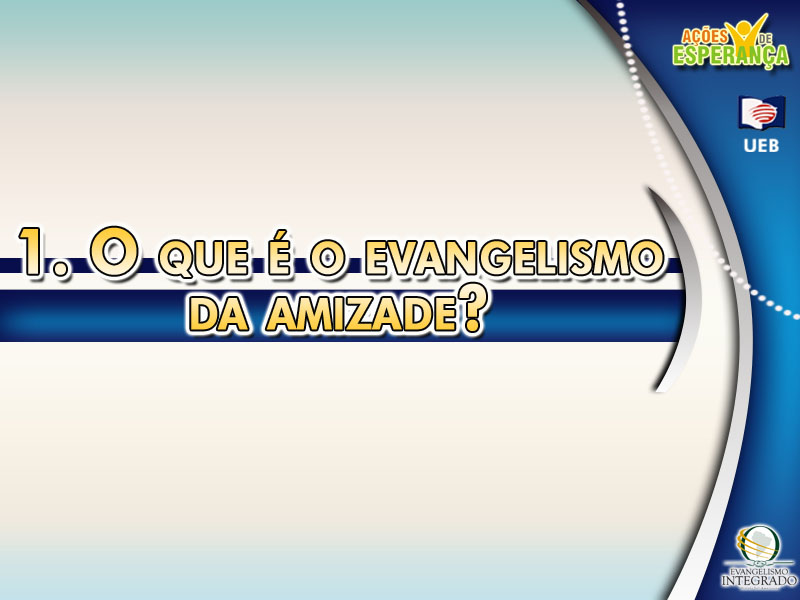 AÇÕES DE
ESPERANÇA
UEB
1. O QUE É O EVANGELISMO
DA AMIZADE?
EVANGELISMO
INTEGRADO